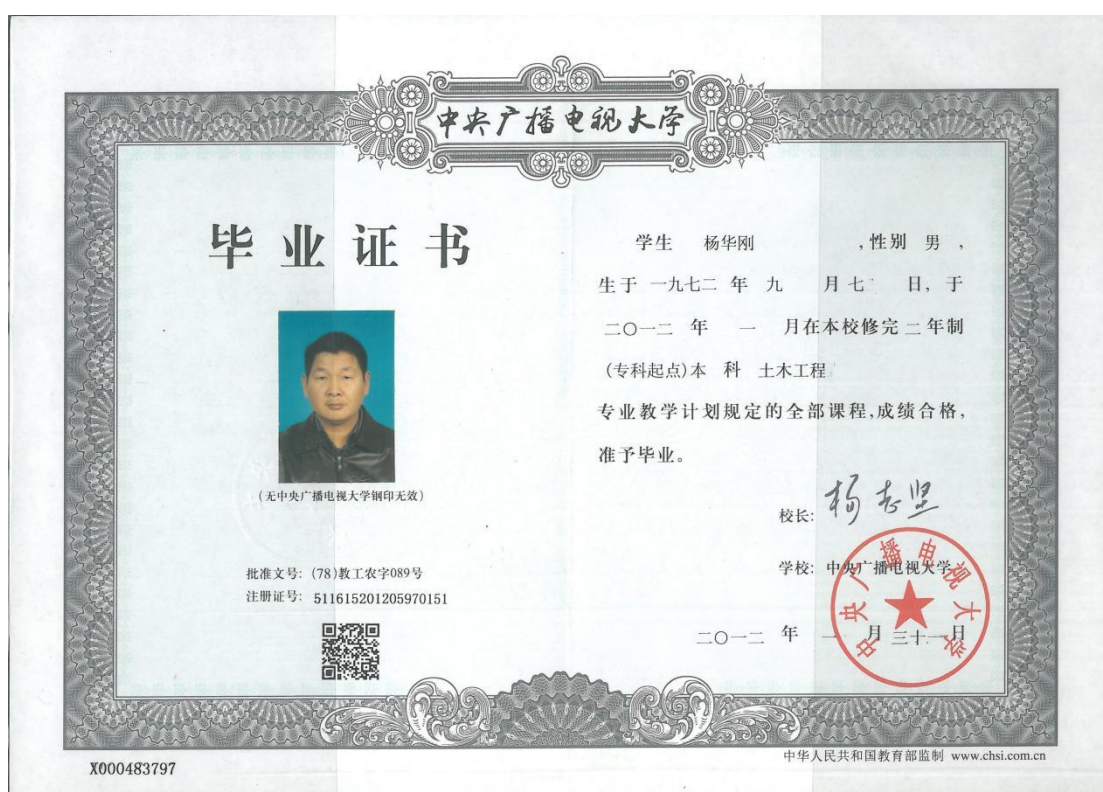 中央广播电视大学
毕业证书
(无中央广播电视大学钢印无效)
批准文号: (78)教工农字089号
注册证号: 511615201205970151
学生 杨华刚 ,性别 男 ,
生于 一九七二 年 九 月 七 日, 于
二〇一二 年 一 月在本校修完 二 年制
(专科起点)本 科 土木工程
专业教学计划规定的全部课程,成绩合格,
准予毕业。
校长: 杨志坚
学校: 中央广播电视大学
中央广播电视大学
二〇一二 年 一 月 三十一 日
中华人民共和国教育部监制 www.chsi.com.cn
X000483797